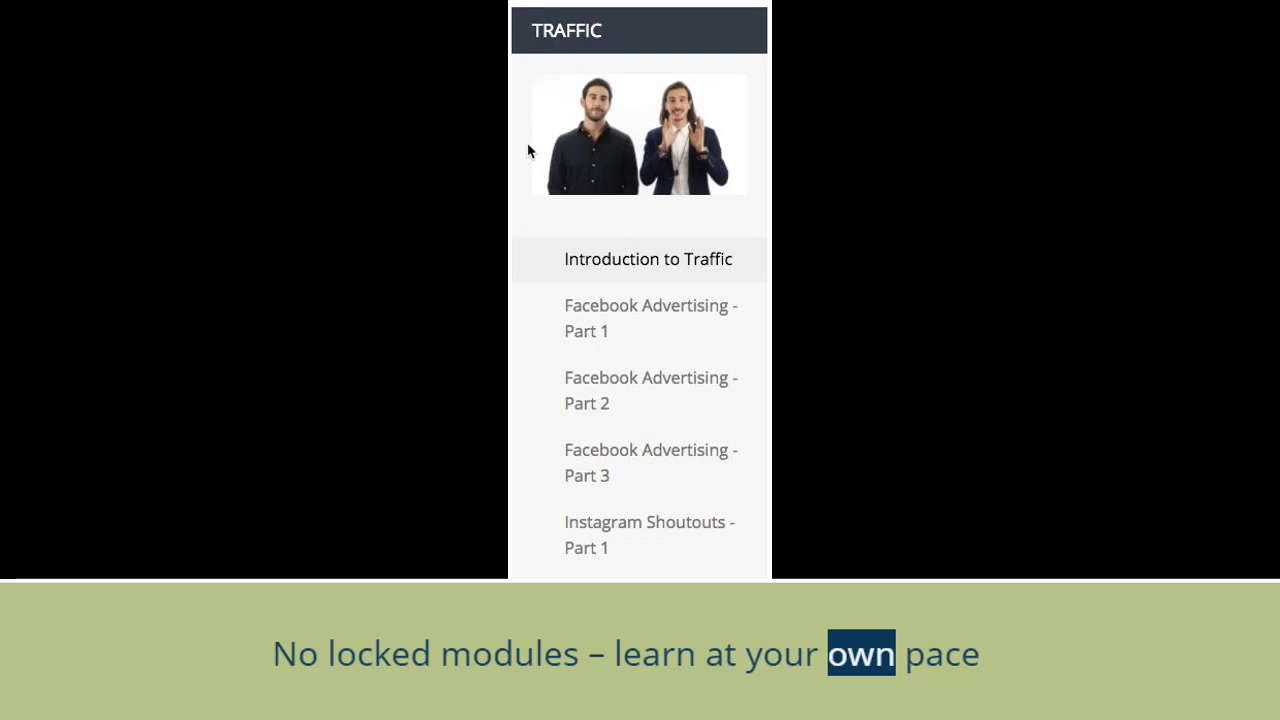 TRAFFIC
Introduction to Traffic
Facebook Advertising -
Part 1
Facebook Advertising -
Part 2
Facebook Advertising -
Part 3
Instagram Shoutouts -
Part 1
No locked modules – learn at your own pace